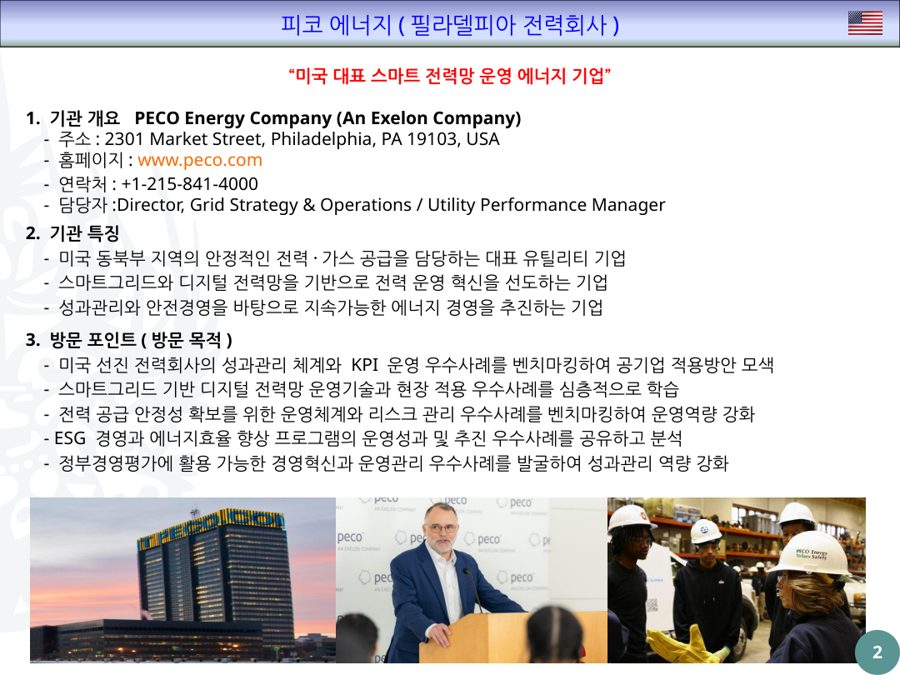 피코 에너지 ( 필라델피아 전력회사 )
“미국 대표 스마트 전력망 운영 에너지 기업”
1. 기관 개요 PECO Energy Company (An Exelon Company)
- 주소 : 2301 Market Street, Philadelphia, PA 19103, USA
- 홈페이지 : www.peco.com
- 연락처 : +1-215-841-4000
- 담당자 :Director, Grid Strategy & Operations / Utility Performance Manager
2. 기관 특징
- 미국 동북부 지역의 안정적인 전력 · 가스 공급을 담당하는 대표 유틸리티 기업
- 스마트그리드와 디지털 전력망을 기반으로 전력 운영 혁신을 선도하는 기업
- 성과관리와 안전경영을 바탕으로 지속가능한 에너지 경영을 추진하는 기업
3. 방문 포인트 ( 방문 목적 )
- 미국 선진 전력회사의 성과관리 체계와 KPI 운영 우수사례를 벤치마킹하여 공기업 적용방안 모색
- 스마트그리드 기반 디지털 전력망 운영기술과 현장 적용 우수사례를 심층적으로 학습
- 전력 공급 안정성 확보를 위한 운영체계와 리스크 관리 우수사례를 벤치마킹하여 운영역량 강화
- ESG 경영과 에너지효율 향상 프로그램의 운영성과 및 추진 우수사례를 공유하고 분석
- 정부경영평가에 활용 가능한 경영혁신과 운영관리 우수사례를 발굴하여 성과관리 역량 강화
peco
peco
peco
peco
PECO Energy
2